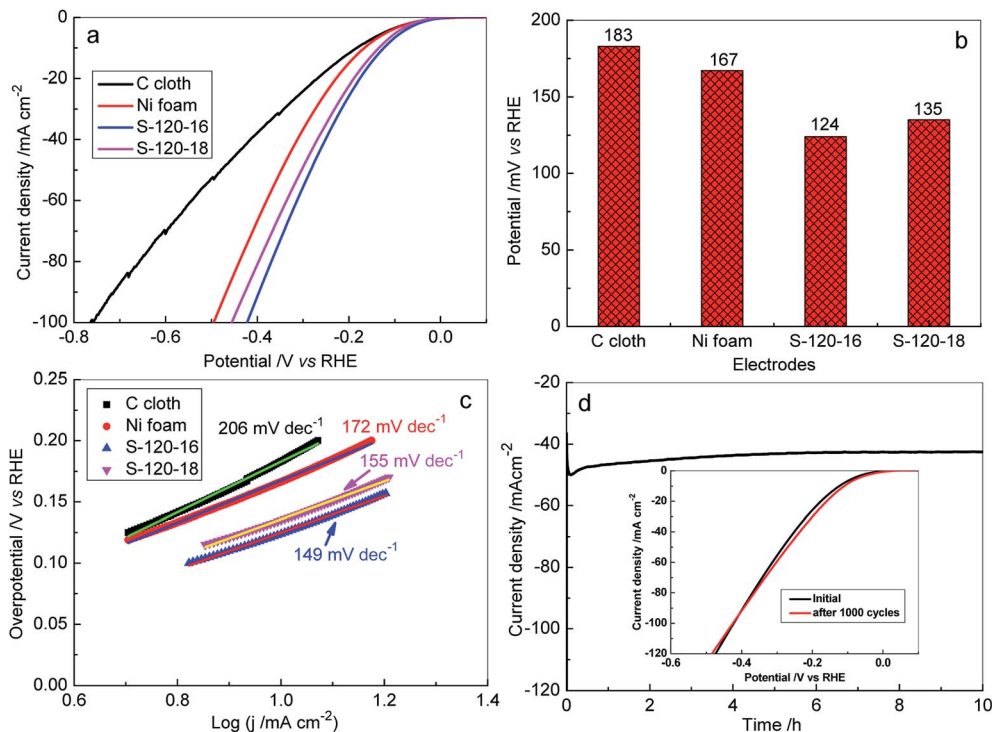 a
0
-20
-40
-60
-80
-100
-0.8
-0.6
-0.4
-0.2
0.0
Current density /mA cm-2
Potential /V vs RHE
C cloth
Ni foam
S-120-16
S-120-18
b
200
150
100
50
0
Potential /mV vs RHE
183
167
124
135
C cloth
Ni foam
S-120-16
S-120-18
Electrodes
c
0.25
0.20
0.15
0.10
0.05
0.00
0.6
0.8
1.0
1.2
1.4
Overpotential /V vs RHE
Log (j /mA cm-2)
C cloth
Ni foam
S-120-16
S-120-18
206 mV dec-1
172 mV dec-1
155 mV dec-1
149 mV dec-1
d
-20
-40
-60
-80
-100
-120
0
2
4
6
8
10
Current density /mAcm-2
Time /h
0
-20
-40
-60
-80
-100
-120
-0.6
-0.4
-0.2
0.0
Current density /mA cm-2
Potential /V vs RHE
Initial
after 1000 cycles